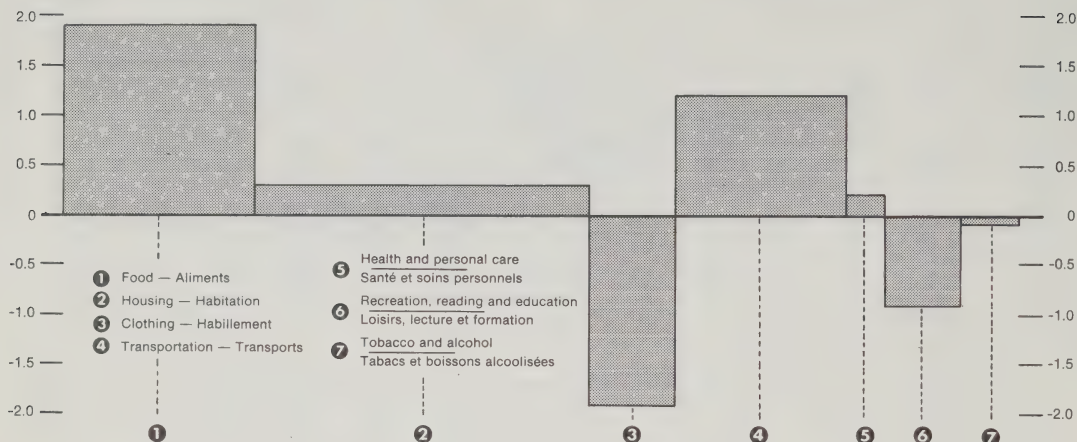 2.0
1.5
1.0
0.5
0
-0.5
-1.0
-1.5
-2.0
2.0
1.5
1.0
0.5
0
-0.5
-1.0
-1.5
-2.0
1 Food — Aliments
2 Housing — Habitation
3 Clothing — Habillement
4 Transportation — Transports
5 Health and personal care
Santé et soins personnels
6 Recreation, reading and education
Loisirs, lecture et formation
7 Tobacco and alcohol
Tabacs et boissons alcoolisées
1 2 3 4 5 6 7